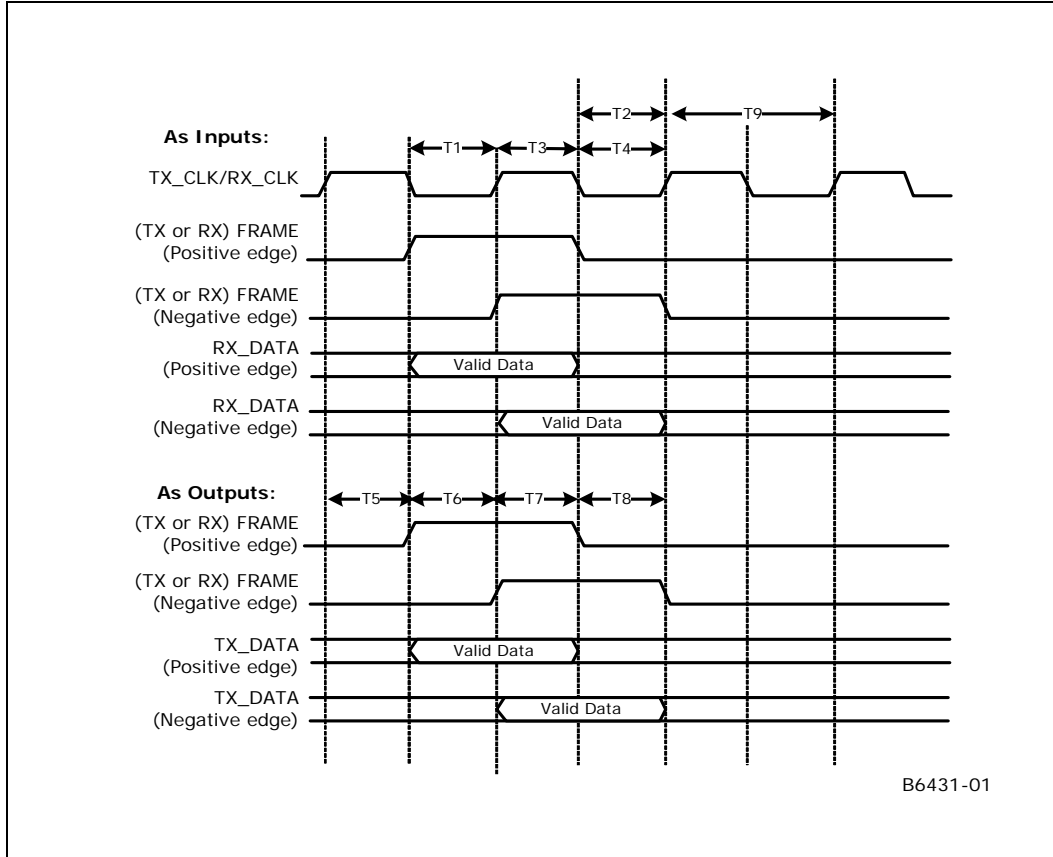 T2
T9
As Inputs:
T1
T3
T4
TX_CLK/RX_CLK
(TX or RX) FRAME
(Positive edge)
(TX or RX) FRAME
(Negative edge)
RX_DATA
(Positive edge)
Valid Data
RX_DATA
(Negative edge)
Valid Data
As Outputs:
T5
T6
T7
T8
(TX or RX) FRAME
(Positive edge)
(TX or RX) FRAME
(Negative edge)
TX_DATA
(Positive edge)
Valid Data
TX_DATA
(Negative edge)
Valid Data
B6431-01